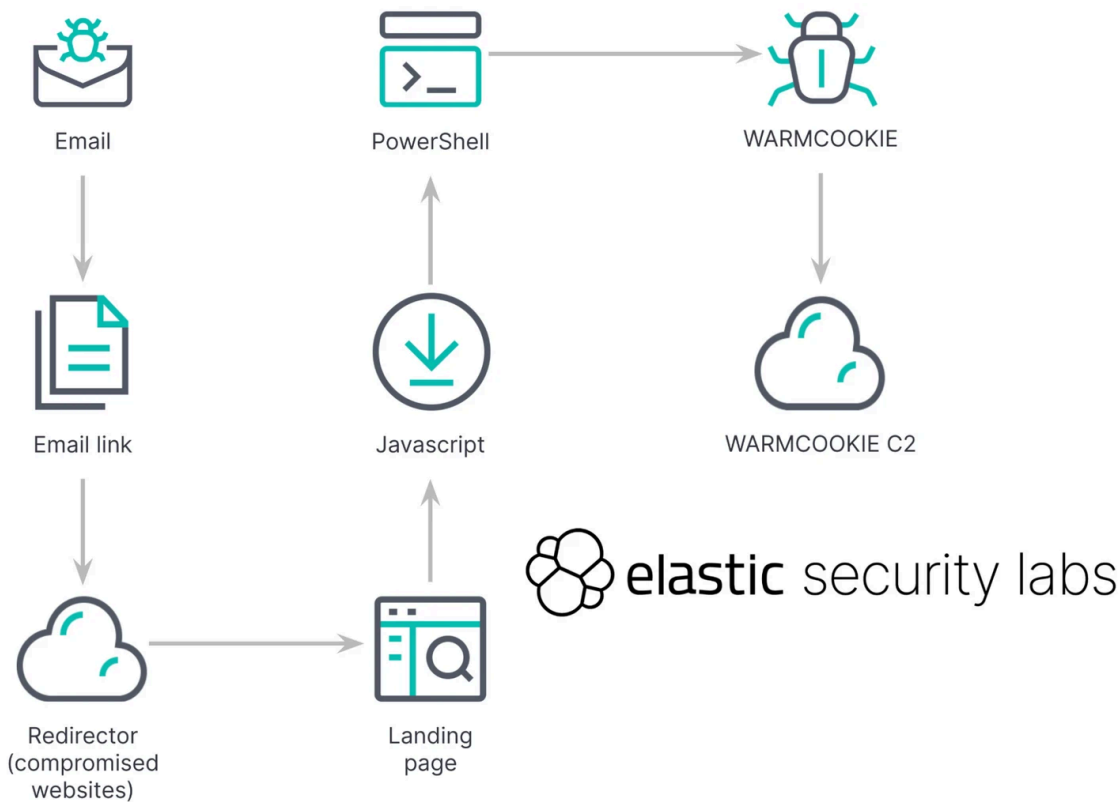 Email
PowerShell
WARMCOOKIE
Email link
Javascript
WARMCOOKIE C2
elastic security labs
Redirector
(compromised
websites)
Landing
page